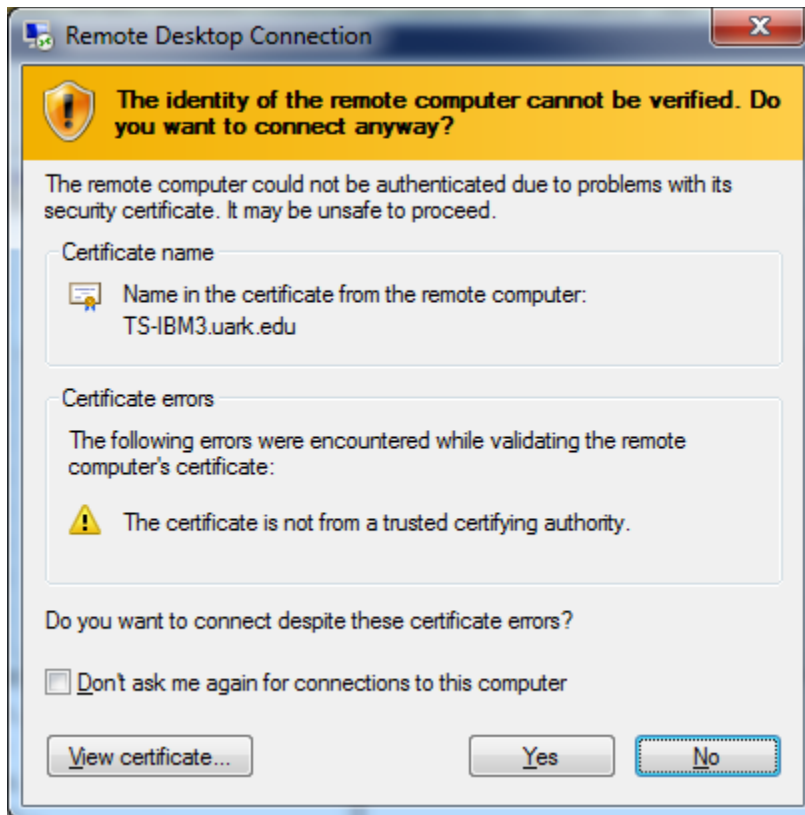 Remote Desktop Connection
The identity of the remote computer cannot be verified. Do
you want to connect anyway?
The remote computer could not be authenticated due to problems with its
security certificate. It may be unsafe to proceed.
Certificate name
Name in the certificate from the remote computer:
TS-IBM3.uark.edu
Certificate errors
The following errors were encountered while validating the remote
computer's certificate:
The certificate is not from a trusted certifying authority.
Do you want to connect despite these certificate errors?
Don't ask me again for connections to this computer
View certificate...
Yes
No